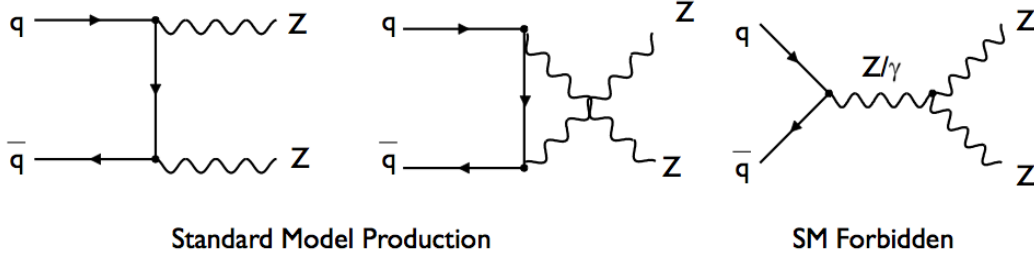 q Z
q̅ Z
q Z
q̅ Z
q Z/γ Z
q̅ Z
Standard Model Production
SM Forbidden